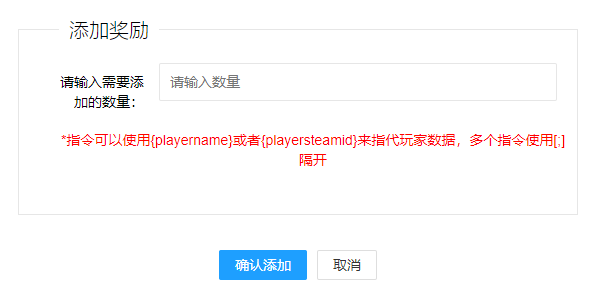 添加奖励
请输入需要添
加的数量：
请输入数量
*指令可以使用{playername}或者{playersteamid}来指代玩家数据，多个指令使用[;]
隔开
确认添加
取消